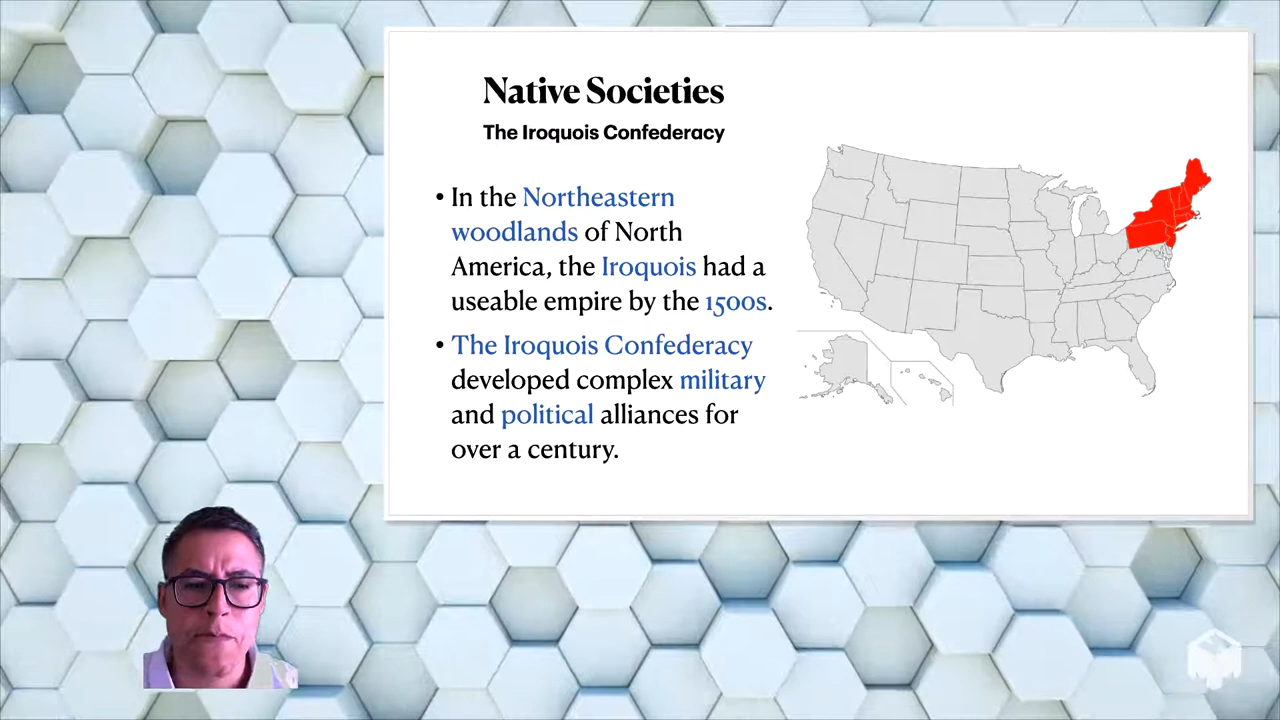 Native Societies
The Iroquois Confederacy
• In the Northeastern
woodlands of North
America, the Iroquois had a
useable empire by the 1500s.
• The Iroquois Confederacy
developed complex military
and political alliances for
over a century.